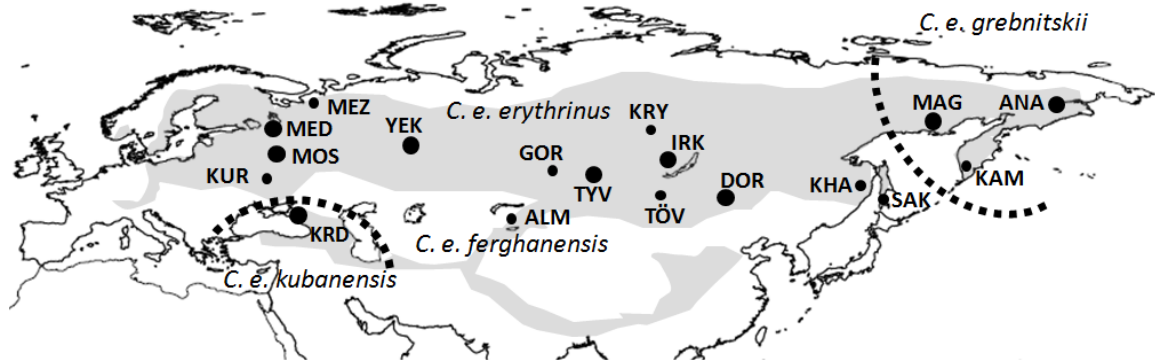 C. e. grebnitskii
MEZ
C. e. erythrinus
MAG
ANA
MED
YEK
KRY
IRK
MOS
GOR
KUR
TYV
DOR
KHA
KAM
TÖV
SAK
KRD
ALM
C. e. ferghanensis
C. e. kubanensis